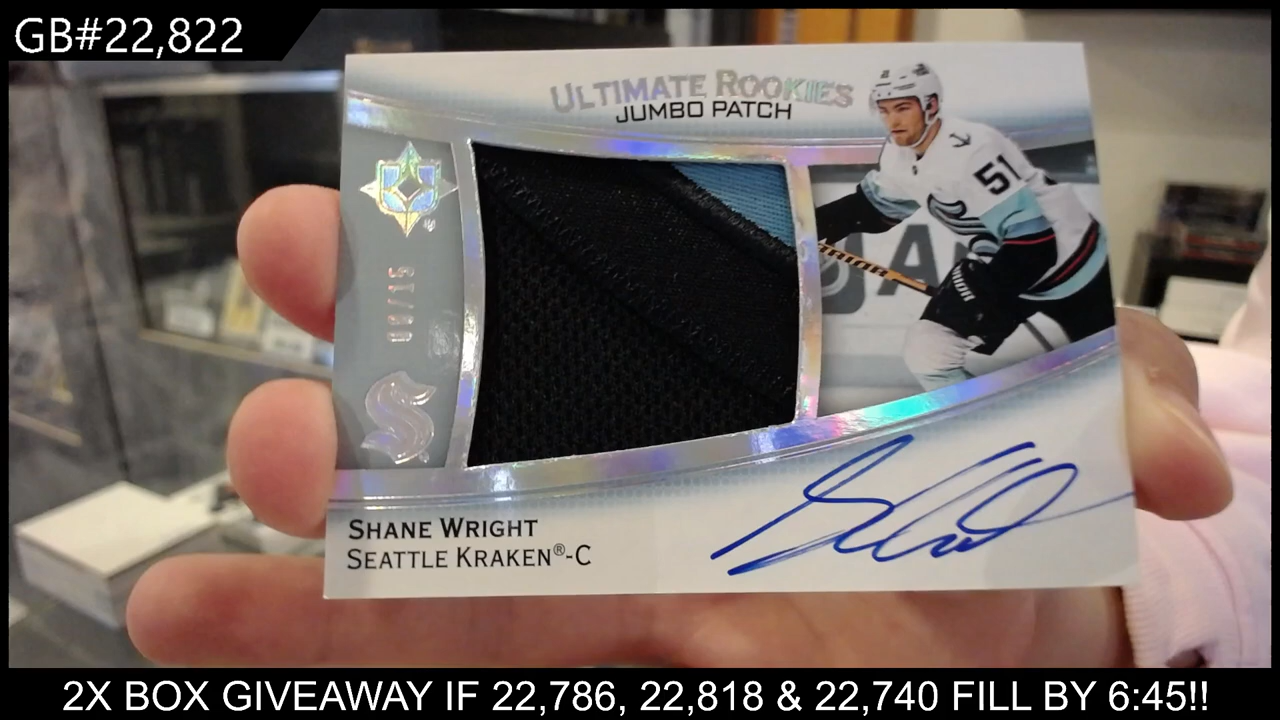 GB#22,822
ULTIMATE ROOKIES
JUMBO PATCH
51
WARRIOR
SHANE WRIGHT
SEATTLE KRAKEN®-C
2X BOX GIVEAWAY IF 22,786, 22,818 & 22,740 FILL BY 6:45!!